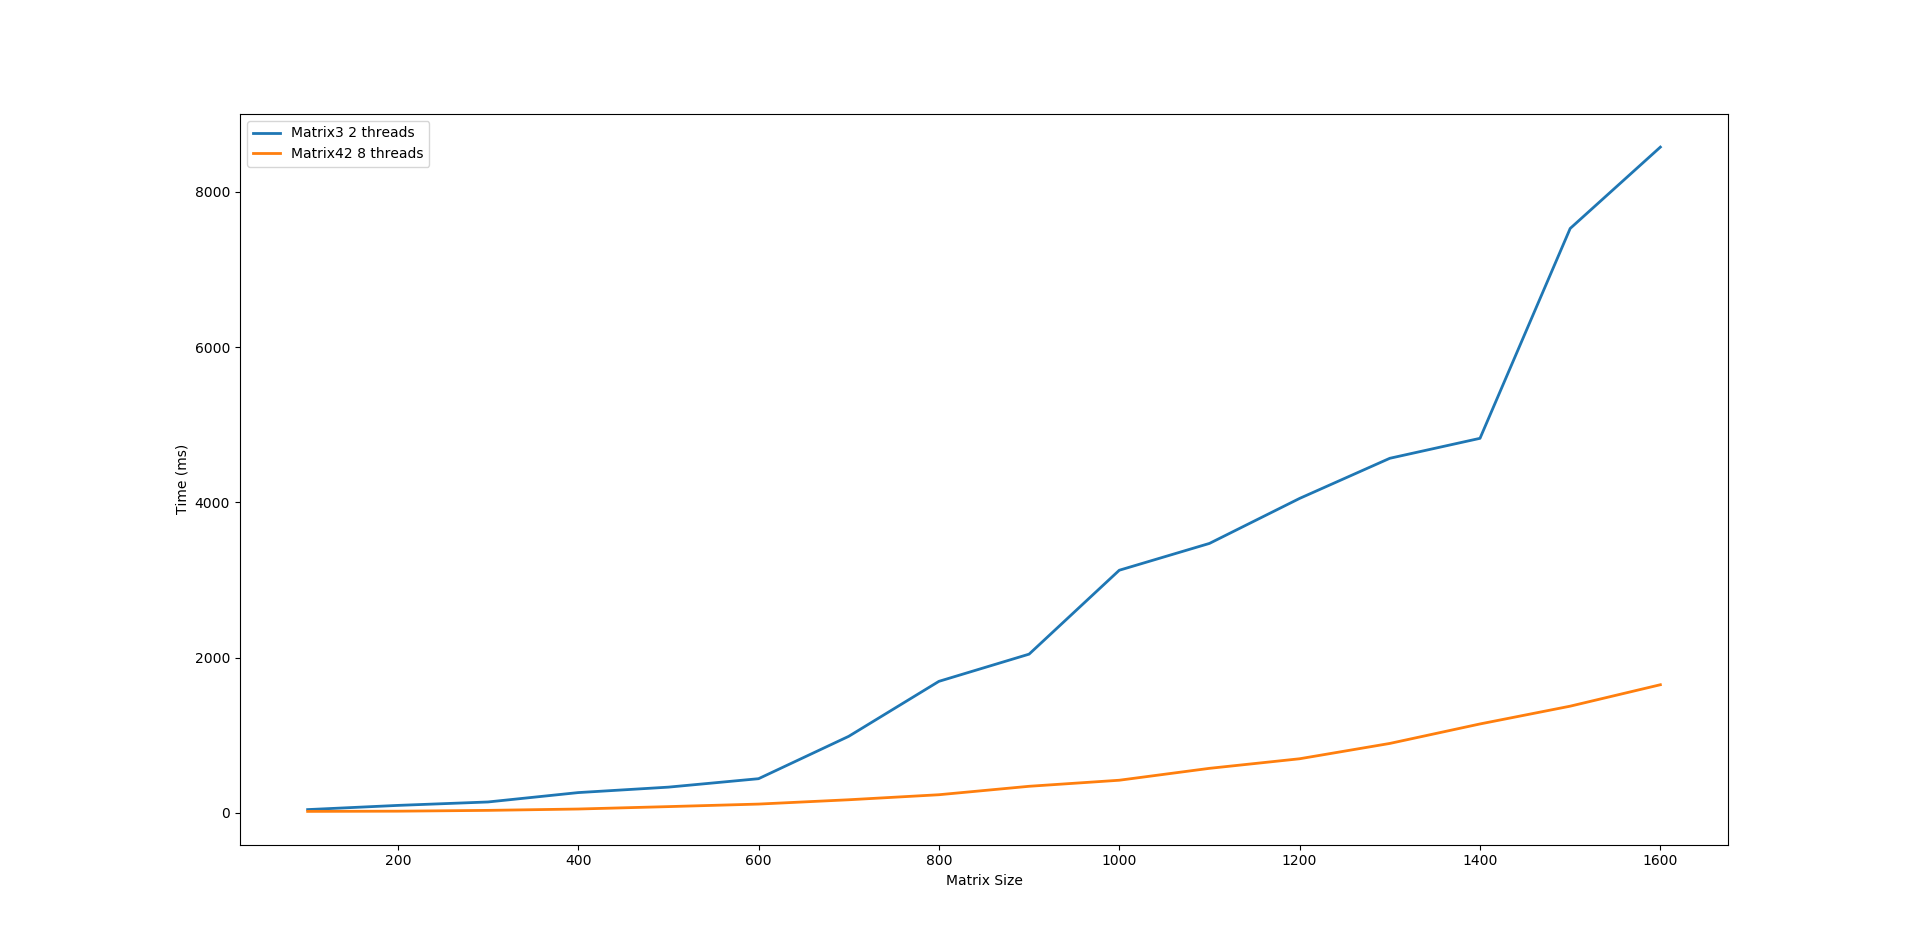 Matrix3 2 threads
Matrix42 8 threads
8000
6000
4000
2000
0
Time (ms)
200 400 600 800 1000 1200 1400 1600
Matrix Size